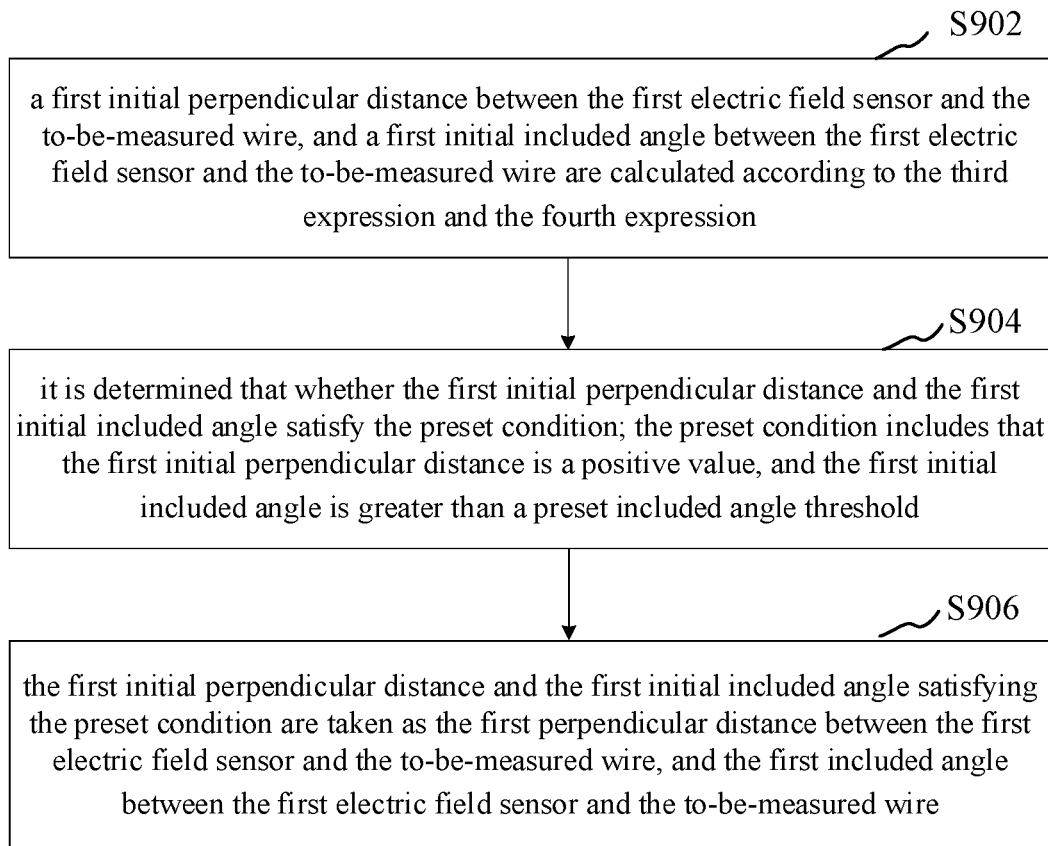 S902
a first initial perpendicular distance between the first electric field sensor and the
to-be-measured wire, and a first initial included angle between the first electric
field sensor and the to-be-measured wire are calculated according to the third
expression and the fourth expression
S904
it is determined that whether the first initial perpendicular distance and the first
initial included angle satisfy the preset condition; the preset condition includes that
the first initial perpendicular distance is a positive value, and the first initial
included angle is greater than a preset included angle threshold
S906
the first initial perpendicular distance and the first initial included angle satisfying
the preset condition are taken as the first perpendicular distance between the first
electric field sensor and the to-be-measured wire, and the first included angle
between the first electric field sensor and the to-be-measured wire